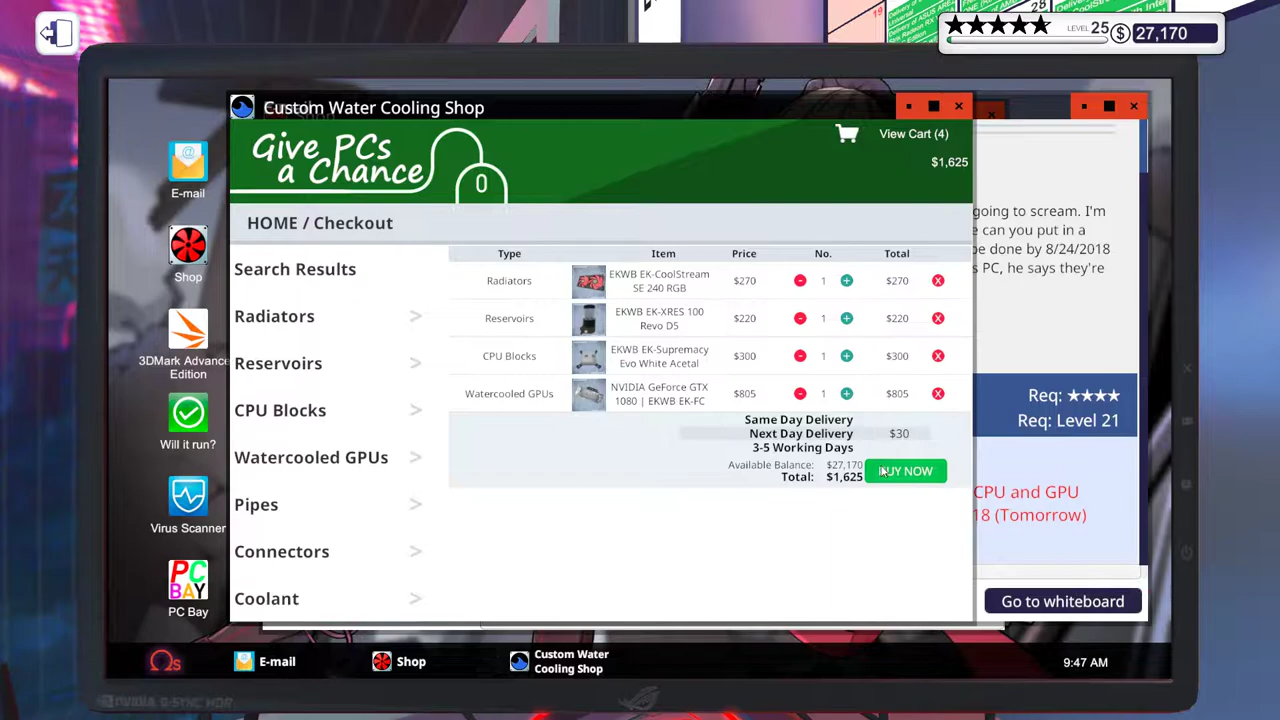 LEVEL 25
$ 27,170
Custom Water Cooling Shop
Give PCs
a Chance
View Cart (4)
$1,625
HOME / Checkout
Search Results
Radiators >
Reservoirs >
CPU Blocks >
Watercooled GPUs >
Pipes >
Connectors >
Coolant >
Type Item Price No. Total
Radiators EKWB EK-CoolStream SE 240 RGB $270 - 1 + $270 X
Reservoirs EKWB EK-XRES 100 Revo D5 $220 - 1 + $220 X
CPU Blocks EKWB EK-Supremacy Evo White Acetal $300 - 1 + $300 X
Watercooled GPUs NVIDIA GeForce GTX 1080 | EKWB EK-FC $805 - 1 + $805 X
Same Day Delivery
Next Day Delivery $30
3-5 Working Days
Available Balance: $27,170
Total: $1,625
BUY NOW
going to scream. I'm
e can you put in a
be done by 8/24/2018
s PC, he says they're
Req: ★★★★
Req: Level 21
CPU and GPU
18 (Tomorrow)
Go to whiteboard
E-mail
Shop
3DMark Advance
Edition
Will it run?
Virus Scanner
PC
BAY
PC Bay
Ωs
E-mail
Shop
Custom Water
Cooling Shop
9:47 AM
NVIDIA G-SYNC HDR